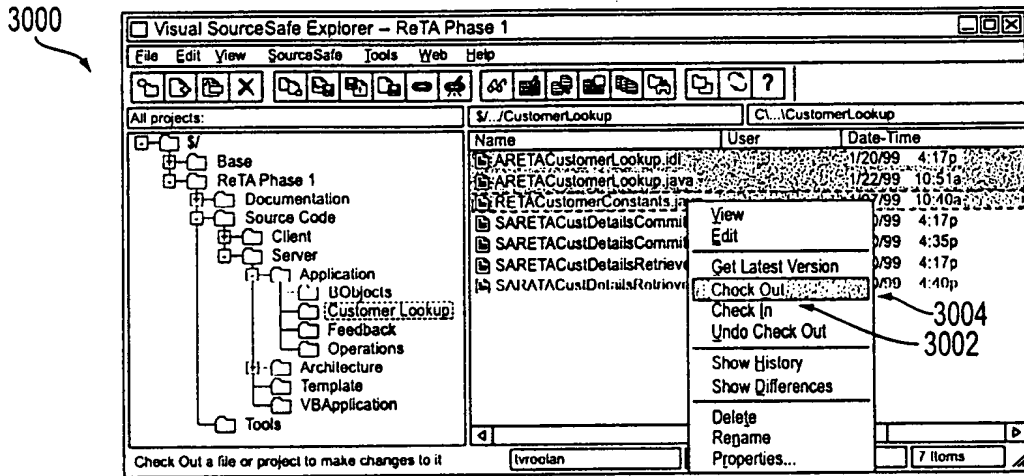 3000
Visual SourceSafe Explorer – ReTA Phase 1
File Edit View SourceSafe Tools Web Help
?
All projects:
$/.../CustomerLookup
C\...\CustomerLookup
$/
Base
ReTA Phase 1
Documentation
Source Code
Client
Server
Application
BObjects
Customer Lookup
Feedback
Operations
Architecture
Template
VBApplication
Tools
Name User Date-Time
ARETACustomerLookup.idl 1/20/99 4:17p
ARETACustomerLookup.java 1/22/99 10:51a
RETACustomerConstants.java 10:40a
SARETACustDetailsCommit 4:17p
SARETACustDetailsCommit 4:35p
SARETACustDetailsRetrieve 4:17p
4:40p
View
Edit
Get Latest Version
Chock Out
Check In
Undo Check Out
Show History
Show Differences
Delete
Rename
Properties...
3004
3002
Check Out a file or project to make changes to it
tvroolan
7 Items